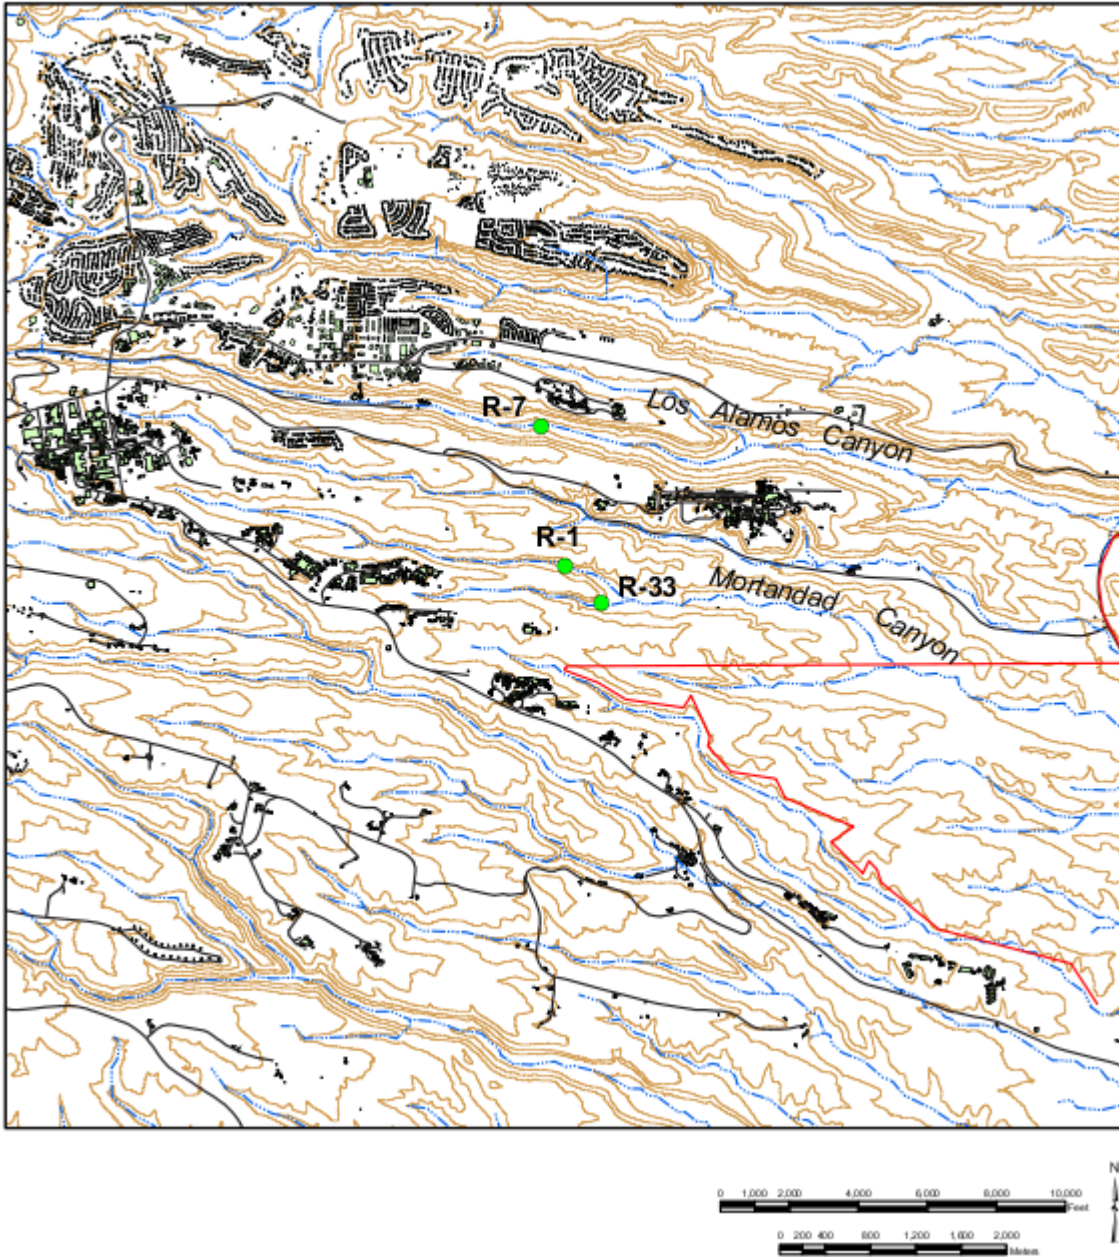 R-7
Los Alamos Canyon
R-1
R-33
Mortandad Canyon
N
0 1,000 2,000 4,000 6,000 8,000 10,000
Feet
0 200 400 800 1,200 1,600 2,000
Meters